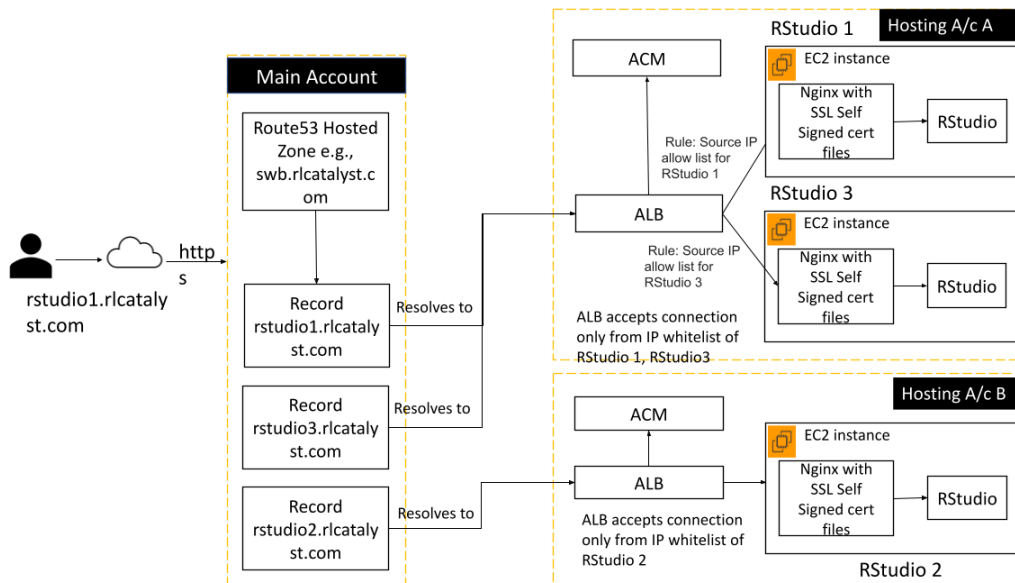 rstudio1.rlcataly
st.com
http
s
Main Account
Route53 Hosted
Zone e.g.,
swb.rlcatalyst.c
om
Record
rstudio1.rlcataly
st.com
Resolves to
Record
rstudio3.rlcataly
st.com
Resolves to
Record
rstudio2.rlcataly
st.com
Resolves to
Hosting A/c A
ACM
ALB
Rule: Source IP
allow list for
RStudio 1
Rule: Source IP
allow list for
RStudio 3
ALB accepts connection
only from IP whitelist of
RStudio 1, RStudio3
RStudio 1
EC2 instance
Nginx with
SSL Self
Signed cert
files
RStudio
RStudio 3
EC2 instance
Nginx with
SSL Self
Signed cert
files
RStudio
Hosting A/c B
ACM
ALB
ALB accepts connection
only from IP whitelist of
RStudio 2
EC2 instance
Nginx with
SSL Self
Signed cert
files
RStudio
RStudio 2